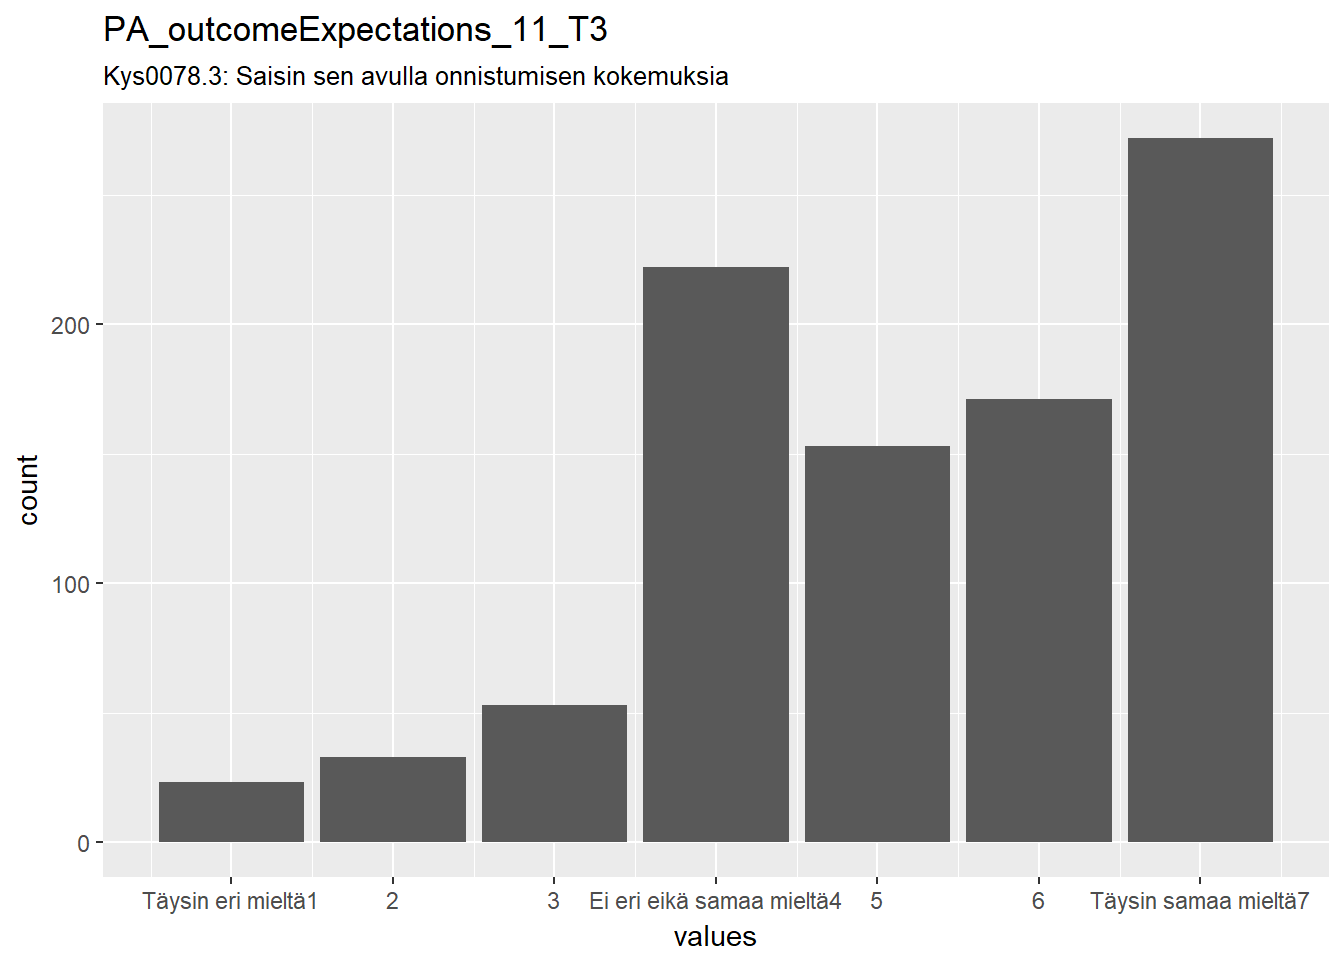 PA_outcomeExpectations_11_T3
Kys0078.3: Saisin sen avulla onnistumisen kokemuksia
count
200
100
0
Täysin eri mieltä1 2 3 Ei eri eikä samaa mieltä4 5 6 Täysin samaa mieltä7
values